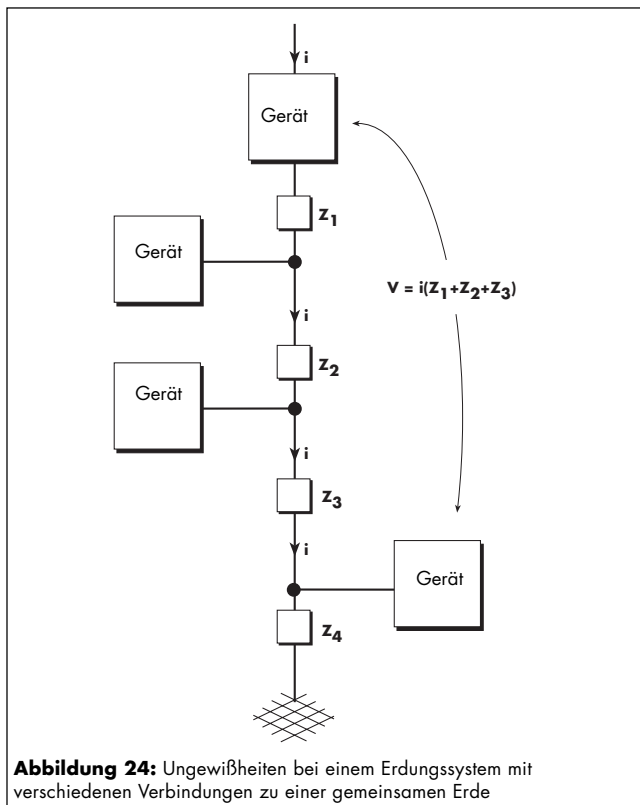 i
Gerät
Z₁
Gerät
V = i(Z₁+Z₂+Z₃)
i
Z₂
Gerät
i
Z₃
i
Gerät
Z₄
Abbildung 24: Ungewißheiten bei einem Erdungssystem mit
verschiedenen Verbindungen zu einer gemeinsamen Erde